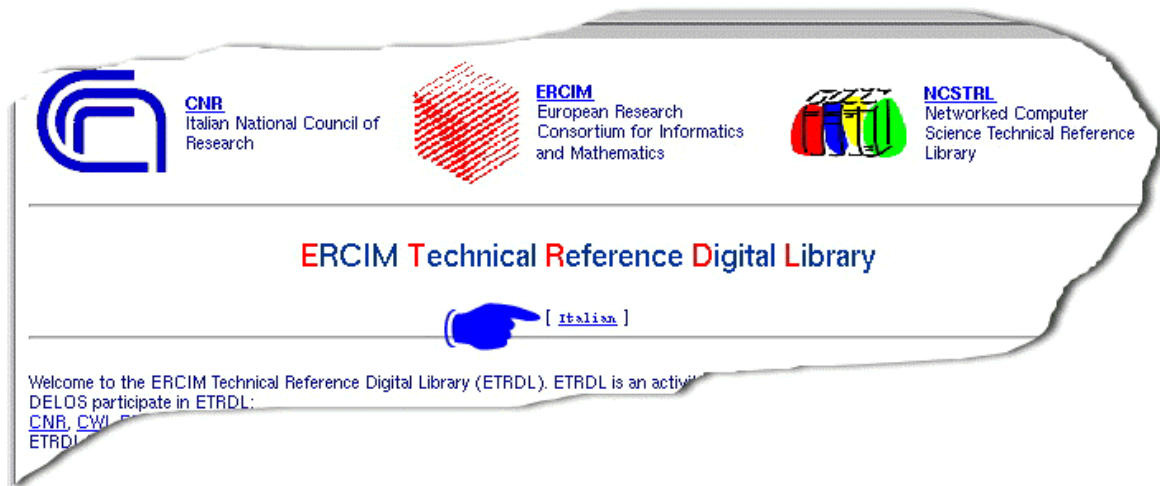 CNR
Italian National Council of
Research
ERCIM
European Research
Consortium for Informatics
and Mathematics
NCSTRL
Networked Computer
Science Technical Reference
Library
ERCIM Technical Reference Digital Library
[ Italian ]
Welcome to the ERCIM Technical Reference Digital Library (ETRDL). ETRDL is an
DELOS participate in ETRDL:
CNR, CWI,
ETRDL